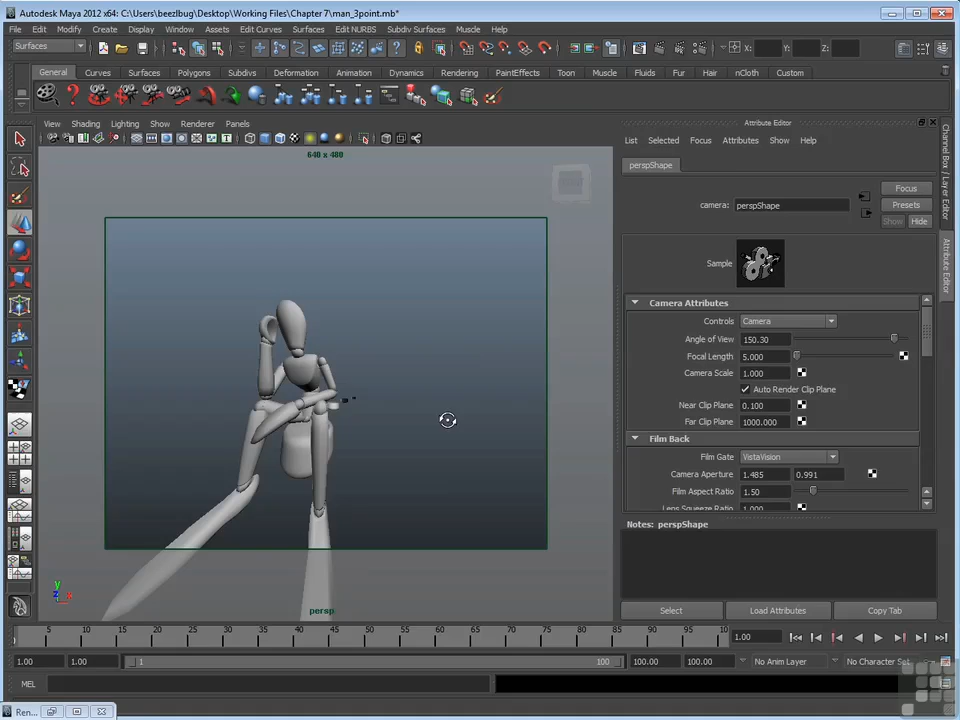 Autodesk Maya 2012 x64: C:\Users\beezlbug\Desktop\Working Files\Chapter 7\man_3point.mb*
File Edit Modify Create Display Window Assets Edit Curves Surfaces Edit NURBS Subdiv Surfaces Muscle Help
Surfaces X: Y: Z:
General Curves Surfaces Polygons Subdivs Deformation Animation Dynamics Rendering PaintEffects Toon Muscle Fluids Fur Hair nCloth Custom
View Shading Lighting Show Renderer Panels
640 x 480
persp
Attribute Editor
List Selected Focus Attributes Show Help
perspShape
camera: perspShape
Focus
Presets
Show Hide
Sample
Camera Attributes
Controls Camera
Angle of View 150.30
Focal Length 5.000
Camera Scale 1.000
Auto Render Clip Plane
Near Clip Plane 0.100
Far Clip Plane 1000.000
Film Back
Film Gate VistaVision
Camera Aperture 1.485 0.991
Film Aspect Ratio 1.50
Lens Squeeze Ratio 1.000
Notes: perspShape
Select Load Attributes Copy Tab
Channel Box / Layer Editor
Attribute Editor
y
z
x
5 10 15 20 25 30 35 40 45 50 55 60 65 70 75 80 85 90 95 10 1.00
1.00 1.00 1 100 100.00 100.00 No Anim Layer No Character Set
MEL
Ren...